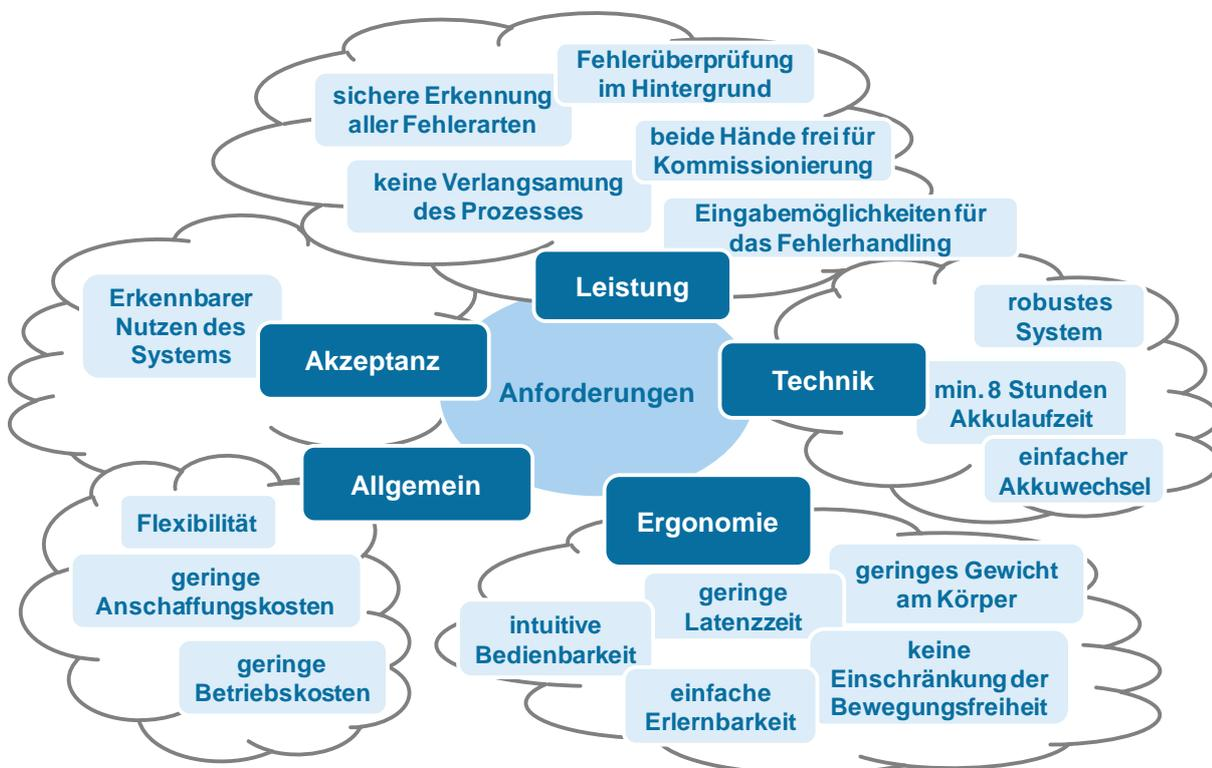 Fehlerüberprüfung
im Hintergrund
sichere Erkennung
aller Fehlerarten
beide Hände frei für
Kommissionierung
keine Verlangsamung
des Prozesses
Eingabemöglichkeiten für
das Fehlerhandling
Leistung
Erkennbarer
Nutzen des
Systems
Akzeptanz
Anforderungen
Technik
robustes
System
min. 8 Stunden
Akkulaufzeit
einfacher
Akkuwechsel
Allgemein
Flexibilität
geringe
Anschaffungskosten
geringe
Betriebskosten
Ergonomie
geringes Gewicht
am Körper
geringe
Latenzzeit
intuitive
Bedienbarkeit
keine
Einschränkung der
Bewegungsfreiheit
einfache
Erlernbarkeit